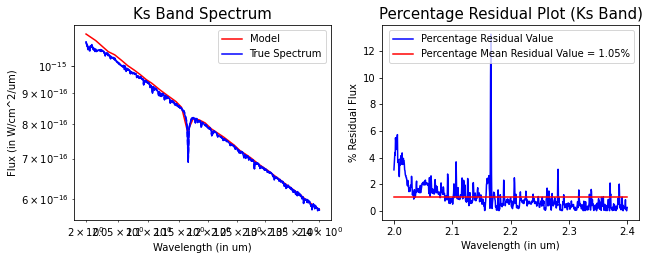 Ks Band Spectrum
Model
True Spectrum
10⁻¹⁵
9 × 10⁻¹⁶
8 × 10⁻¹⁶
7 × 10⁻¹⁶
6 × 10⁻¹⁶
Flux (in W/cm^2/um)
2 × 10⁰
Wavelength (in um)
Percentage Residual Plot (Ks Band)
Percentage Residual Value
Percentage Mean Residual Value = 1.05%
12
10
8
6
4
2
0
% Residual Flux
2.0 2.1 2.2 2.3 2.4
Wavelength (in um)